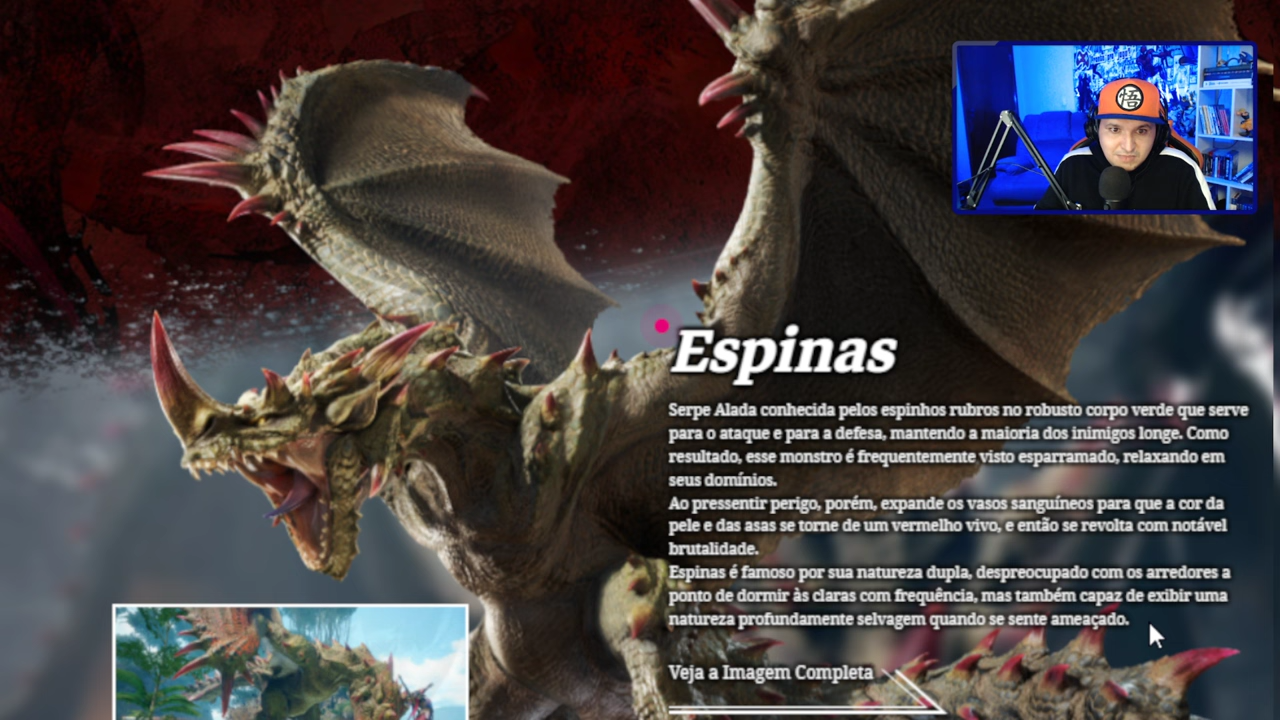 悟
Espinas
Serpe Alada conhecida pelos espinhos rubros no robusto corpo verde que serve
para o ataque e para a defesa, mantendo a maioria dos inimigos longe. Como
resultado, esse monstro é frequentemente visto esparramado, relaxando em
seus domínios.
Ao pressentir perigo, porém, expande os vasos sanguíneos para que a cor da
pele e das asas se torne de um vermelho vivo, e então se revolta com notável
brutalidade.
Espinas é famoso por sua natureza dupla, despreocupado com os arredores a
ponto de dormir às claras com frequência, mas também capaz de exibir uma
natureza profundamente selvagem quando se sente ameaçado.
Veja a Imagem Completa